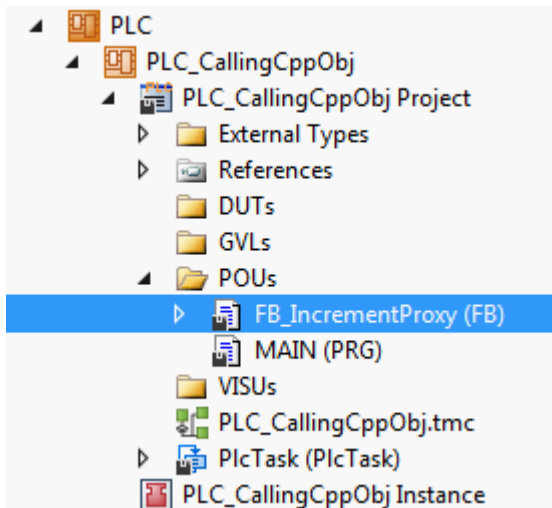 PLC
PLC_CallingCppObj
PLC_CallingCppObj Project
External Types
References
DUTs
GVLs
POUs
FB_IncrementProxy (FB)
MAIN (PRG)
VISUs
PLC_CallingCppObj.tmc
PlcTask (PlcTask)
PLC_CallingCppObj Instance